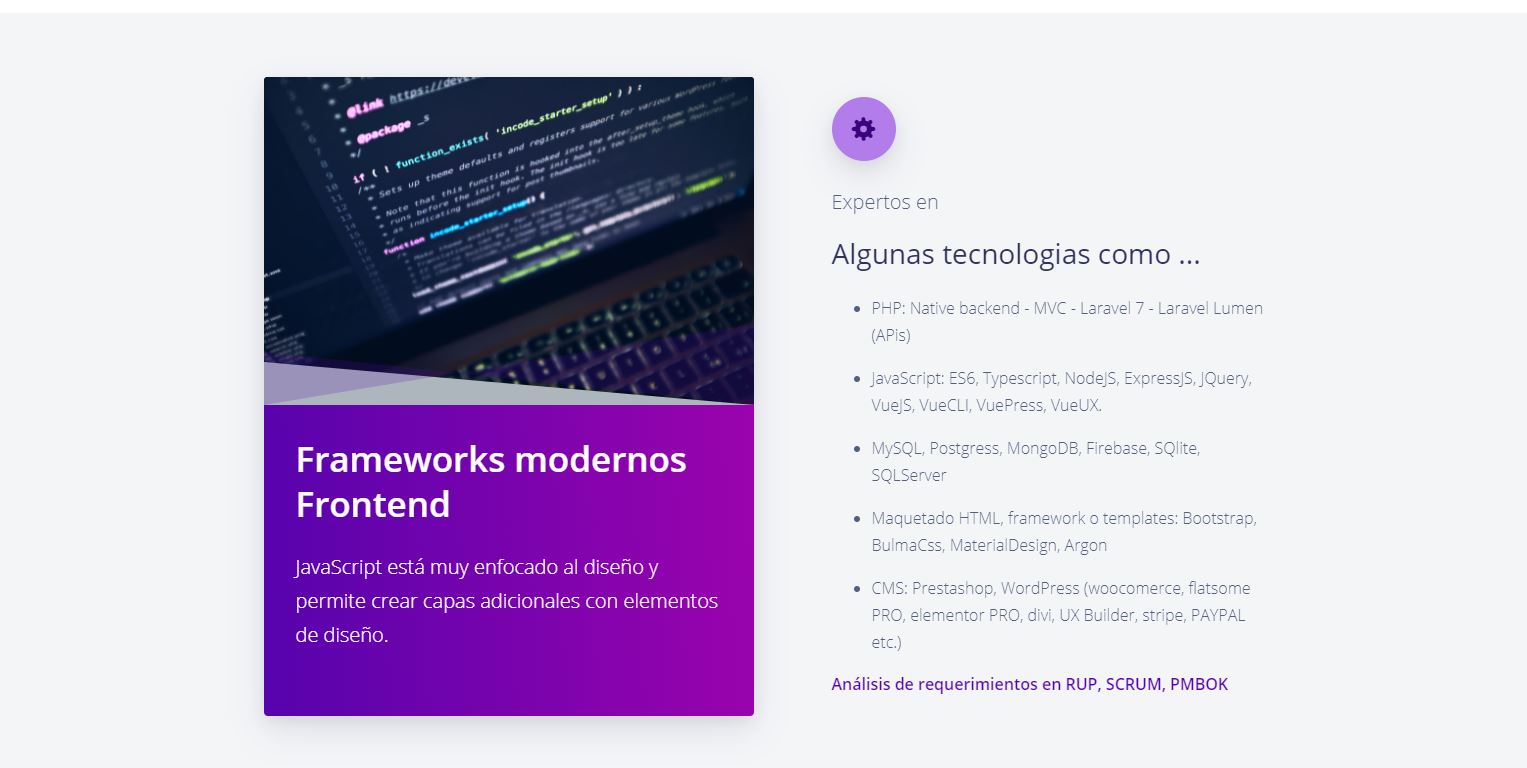 @link https://deve
* @package _s
*/
if ( ! function_exists( 'incode_starter_setup' ) ) :
/**
* Sets up theme defaults and registers support for various WordPress
* Note that this function is hooked into the after_setup_theme hook, which
* runs before the init hook. The init hook is too late for some features, such
* as indicating support for post thumbnails.
*/
function incode_starter_setup() {
Frameworks modernos
Frontend
JavaScript está muy enfocado al diseño y
permite crear capas adicionales con elementos
de diseño.
Expertos en
Algunas tecnologias como ...
PHP: Native backend - MVC - Laravel 7 - Laravel Lumen
(APis)
JavaScript: ES6, Typescript, NodeJS, ExpressJS, JQuery,
VueJS, VueCLI, VuePress, VueUX.
MySQL, Postgress, MongoDB, Firebase, SQlite,
SQLServer
Maquetado HTML, framework o templates: Bootstrap,
BulmaCss, MaterialDesign, Argon
CMS: Prestashop, WordPress (woocomerce, flatsome
PRO, elementor PRO, divi, UX Builder, stripe, PAYPAL
etc.)
Análisis de requerimientos en RUP, SCRUM, PMBOK